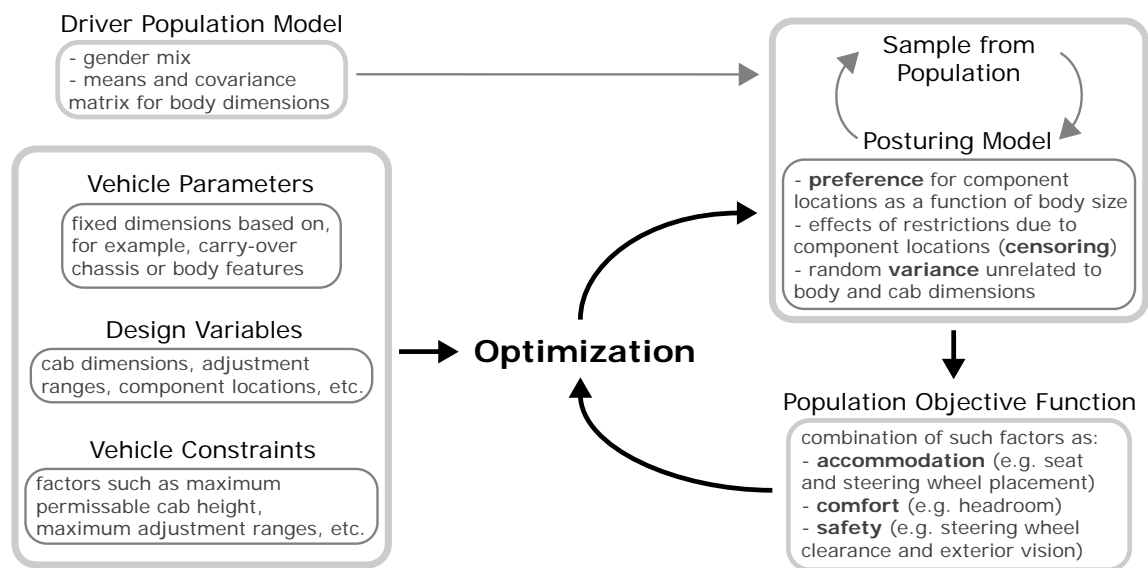 Driver Population Model
- gender mix
- means and covariance
matrix for body dimensions
Vehicle Parameters
fixed dimensions based on,
for example, carry-over
chassis or body features
Design Variables
cab dimensions, adjustment
ranges, component locations, etc.
Vehicle Constraints
factors such as maximum
permissable cab height,
maximum adjustment ranges, etc.
Optimization
Sample from
Population
Posturing Model
- preference for component
locations as a function of body size
- effects of restrictions due to
component locations (censoring)
- random variance unrelated to
body and cab dimensions
Population Objective Function
combination of such factors as:
- accommodation (e.g. seat
and steering wheel placement)
- comfort (e.g. headroom)
- safety (e.g. steering wheel
clearance and exterior vision)